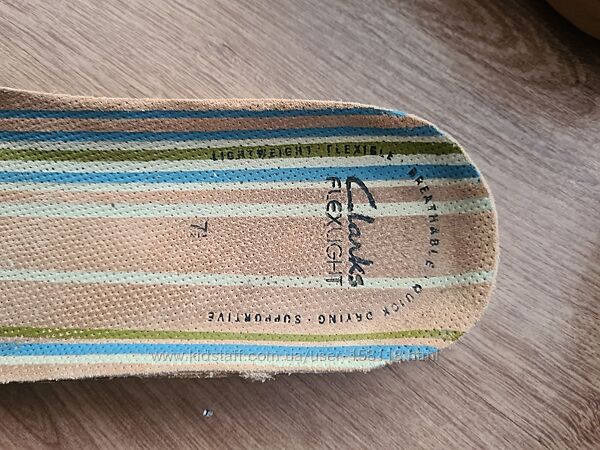 LIGHTWEIGHT · FLEXIBLE · BREATHABLE · QUICK DRYING · SUPPORTIVE
Clarks
FLEXLIGHT
7½